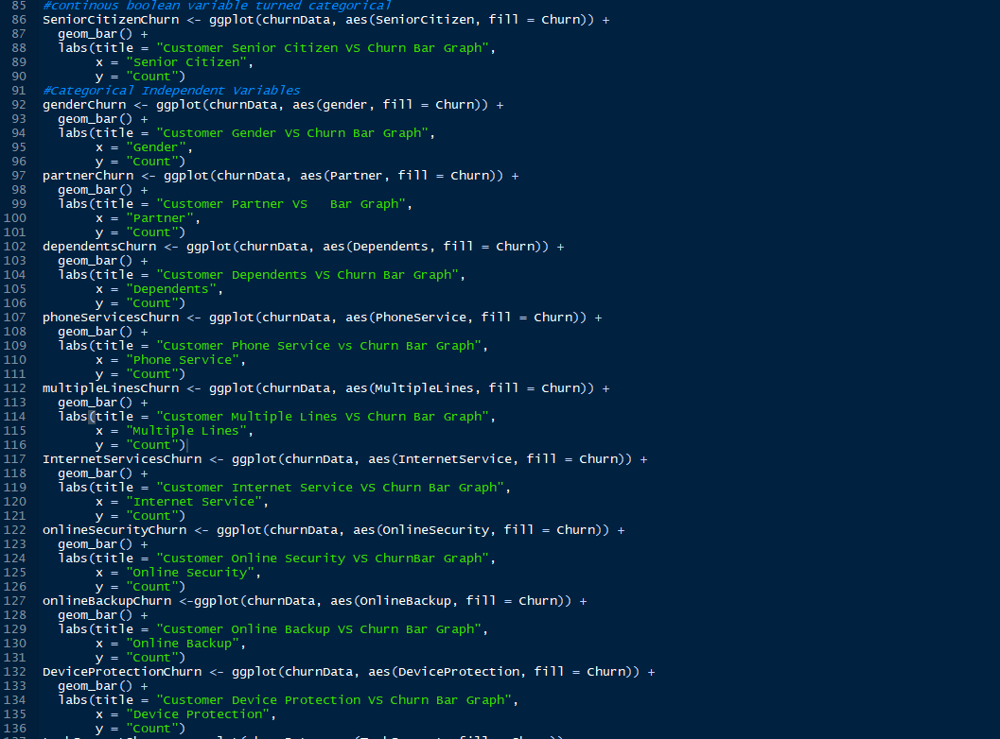 85 #continous boolean variable turned categorical
86 SeniorCitizenChurn <- ggplot(churnData, aes(SeniorCitizen, fill = Churn)) +
87   geom_bar() +
88   labs(title = "Customer Senior Citizen VS Churn Bar Graph",
89        x = "Senior Citizen",
90        y = "Count")
91 #Categorical Independent Variables
92 genderChurn <- ggplot(churnData, aes(gender, fill = Churn)) +
93   geom_bar() +
94   labs(title = "Customer Gender VS Churn Bar Graph",
95        x = "Gender",
96        y = "Count")
97 partnerChurn <- ggplot(churnData, aes(Partner, fill = Churn)) +
98   geom_bar() +
99   labs(title = "Customer Partner VS   Bar Graph",
100        x = "Partner",
101        y = "Count")
102 dependentsChurn <- ggplot(churnData, aes(Dependents, fill = Churn)) +
103   geom_bar() +
104   labs(title = "Customer Dependents VS Churn Bar Graph",
105        x = "Dependents",
106        y = "Count")
107 phoneServicesChurn <- ggplot(churnData, aes(PhoneService, fill = Churn)) +
108   geom_bar() +
109   labs(title = "Customer Phone Service vs Churn Bar Graph",
110        x = "Phone Service",
111        y = "Count")
112 multipleLinesChurn <- ggplot(churnData, aes(MultipleLines, fill = Churn)) +
113   geom_bar() +
114   labs(title = "Customer Multiple Lines VS Churn Bar Graph",
115        x = "Multiple Lines",
116        y = "Count")
117 InternetServicesChurn <- ggplot(churnData, aes(InternetService, fill = Churn)) +
118   geom_bar() +
119   labs(title = "Customer Internet Service VS Churn Bar Graph",
120        x = "Internet Service",
121        y = "Count")
122 onlineSecurityChurn <- ggplot(churnData, aes(OnlineSecurity, fill = Churn)) +
123   geom_bar() +
124   labs(title = "Customer Online Security VS ChurnBar Graph",
125        x = "Online Security",
126        y = "Count")
127 onlineBackupChurn <-ggplot(churnData, aes(OnlineBackup, fill = Churn)) +
128   geom_bar() +
129   labs(title = "Customer Online Backup VS Churn Bar Graph",
130        x = "Online Backup",
131        y = "Count")
132 DeviceProtectionChurn <- ggplot(churnData, aes(DeviceProtection, fill = Churn)) +
133   geom_bar() +
134   labs(title = "Customer Device Protection VS Churn Bar Graph",
135        x = "Device Protection",
136        y = "Count")